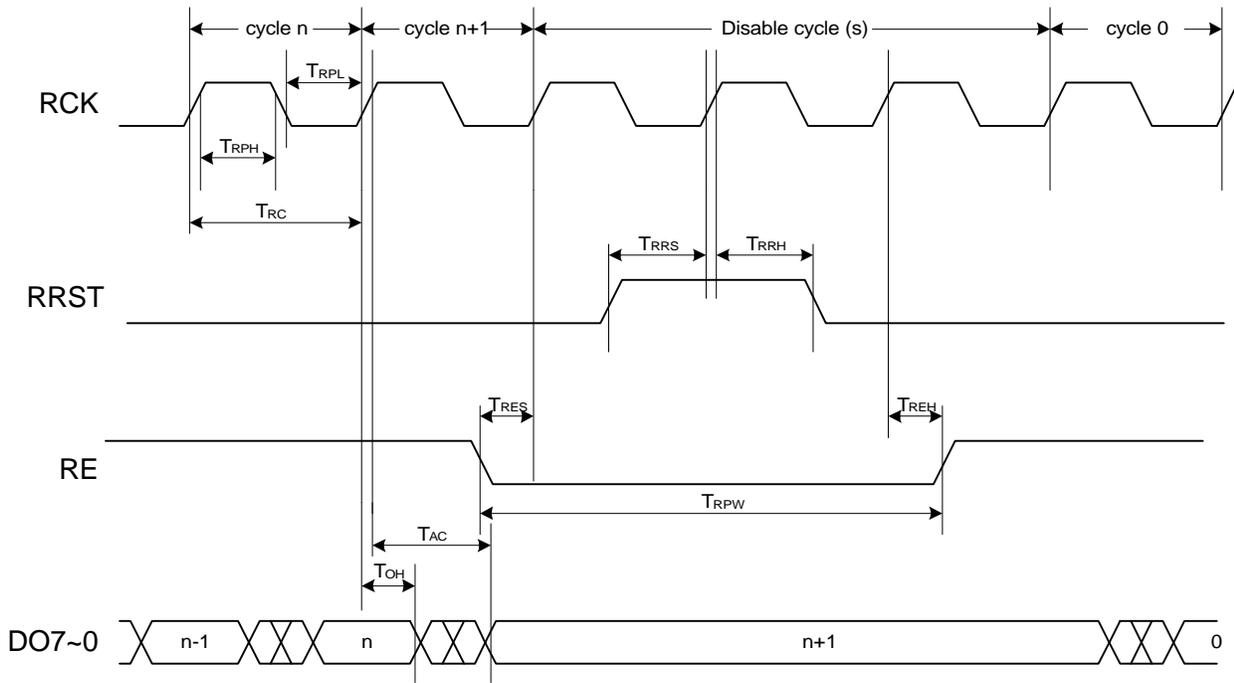 cycle n cycle n+1 Disable cycle (s) cycle 0
TRPL
RCK
TRPH
TRC
TRRS TRRH
RRST
TRES TREH
RE
TRPW
TAC
TOH
DO7~0 n-1 n n+1 0